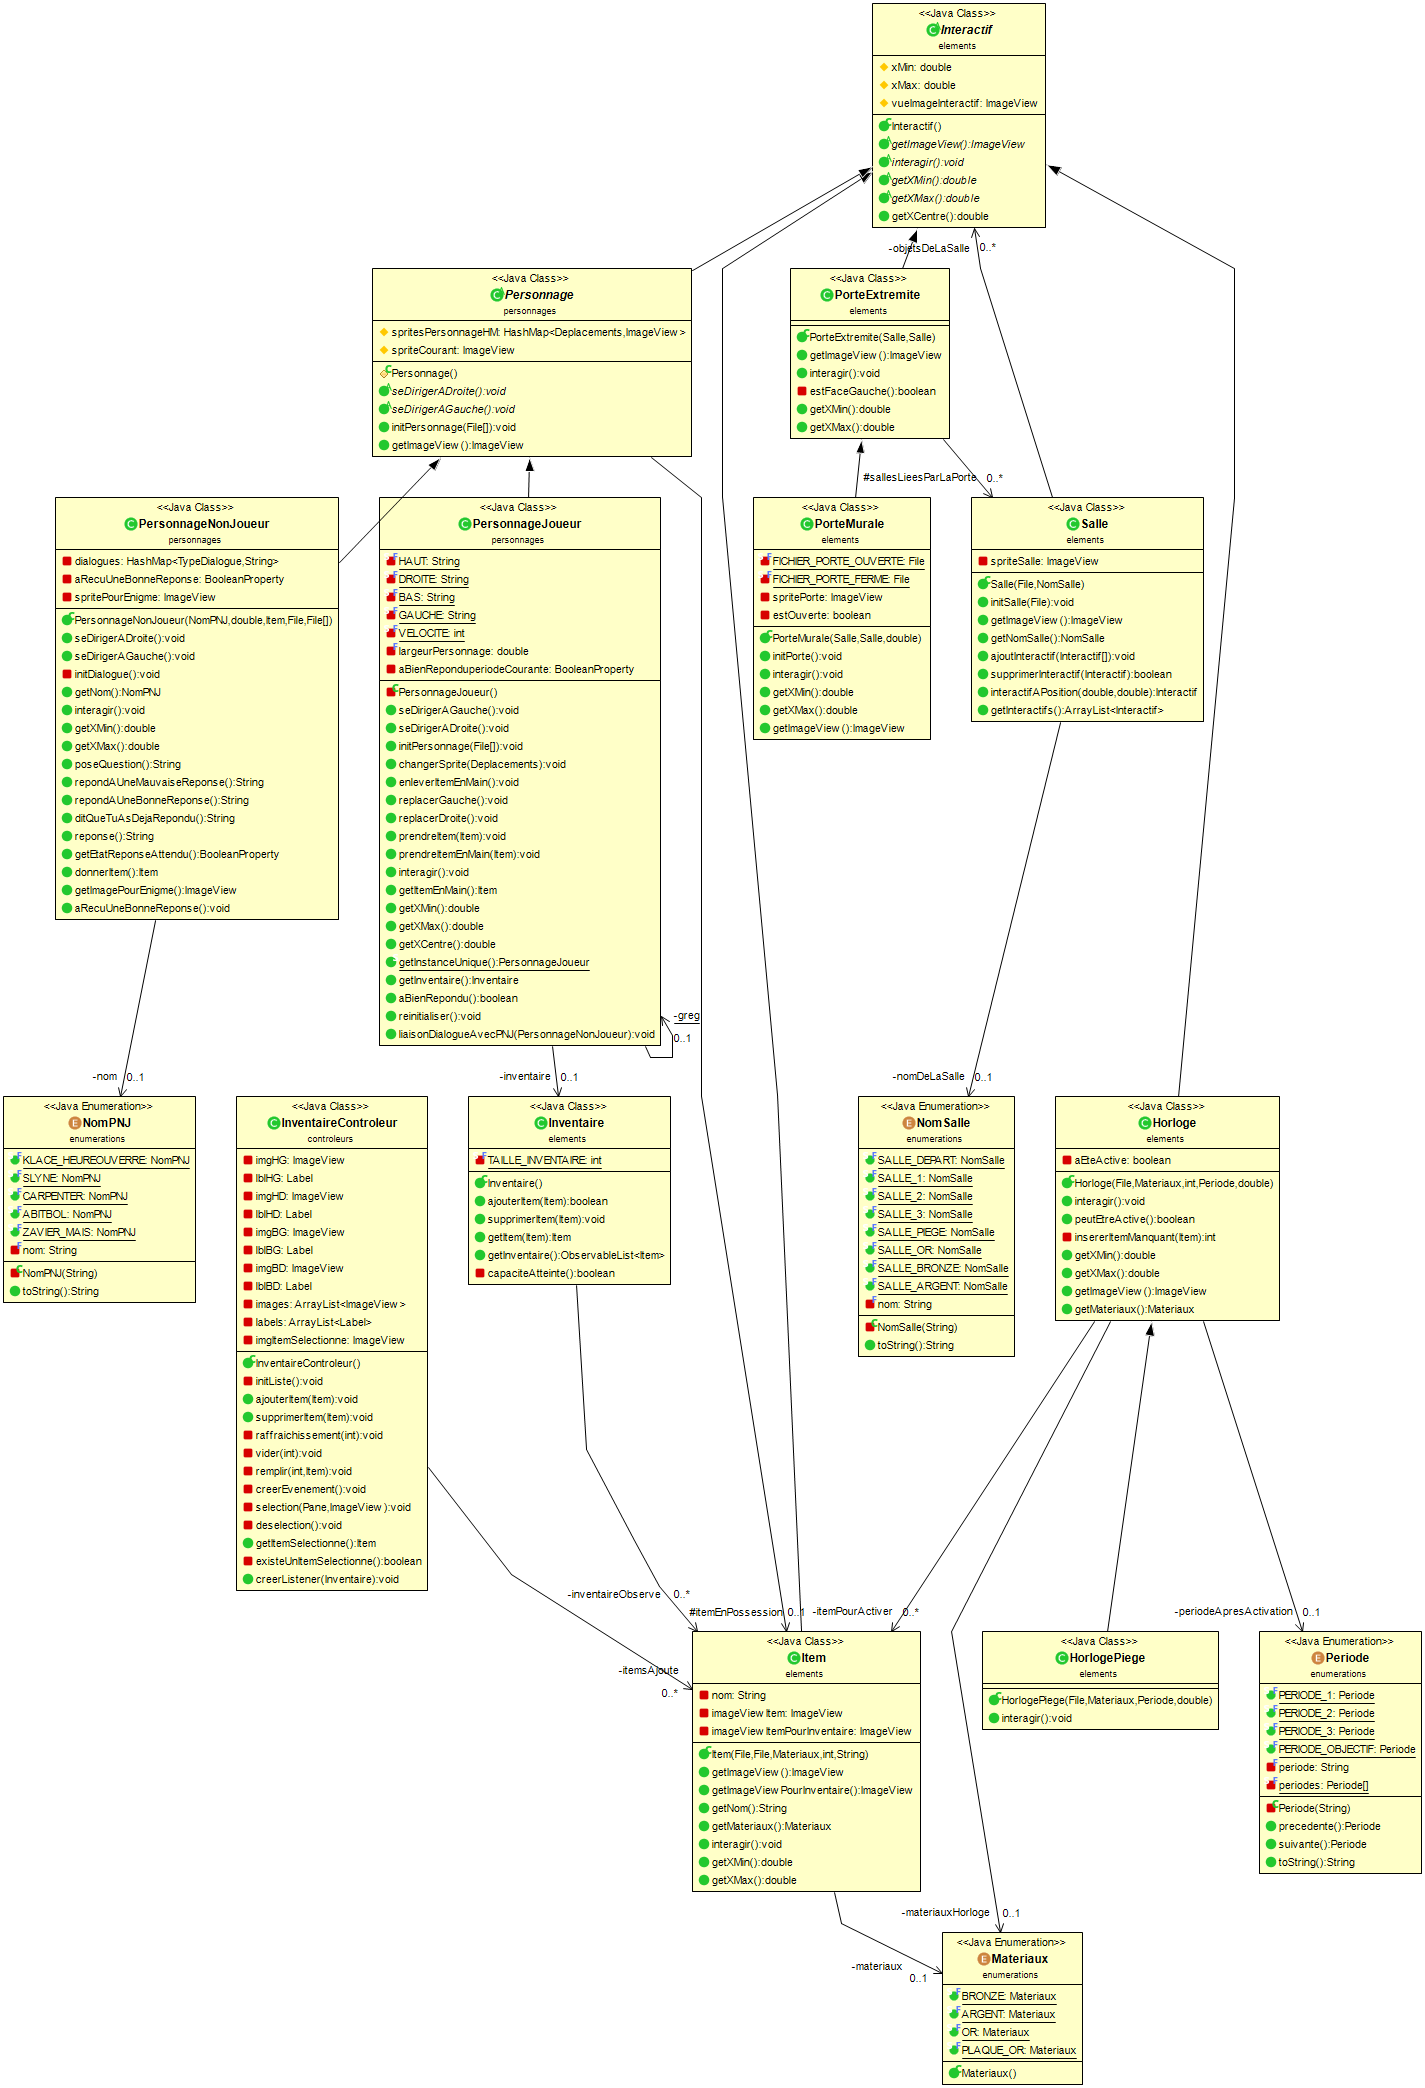 <<Java Class>>
Interactif
elements
xMin: double
xMax: double
vueImageInteractif: ImageView
Interactif()
getImageView():ImageView
interagir():void
getXMin():double
getXMax():double
getXCentre():double
-objetsDeLaSalle 0..*
<<Java Class>>
Personnage
personnages
spritesPersonnageHM: HashMap<Deplacements,ImageView>
spriteCourant: ImageView
Personnage()
seDirigerADroite():void
seDirigerAGauche():void
initPersonnage(File[]):void
getImageView():ImageView
<<Java Class>>
PorteExtremite
elements
PorteExtremite(Salle,Salle)
getImageView():ImageView
interagir():void
estFaceGauche():boolean
getXMin():double
getXMax():double
#sallesLieesParLaPorte 0..*
<<Java Class>>
PersonnageNonJoueur
personnages
dialogues: HashMap<TypeDialogue,String>
aRecuUneBonneReponse: BooleanProperty
spritePourEnigme: ImageView
PersonnageNonJoueur(NomPNJ,double,Item,File,File[])
seDirigerADroite():void
seDirigerAGauche():void
initDialogue():void
getNom():NomPNJ
interagir():void
getXMin():double
getXMax():double
poseQuestion():String
repondAUneMauvaiseReponse():String
repondAUneBonneReponse():String
ditQueTuAsDejaRepondu():String
reponse():String
getEtatReponseAttendu():BooleanProperty
donnerItem():Item
getImagePourEnigme():ImageView
aRecuUneBonneReponse():void
<<Java Class>>
PersonnageJoueur
personnages
HAUT: String
DROITE: String
BAS: String
GAUCHE: String
VELOCITE: int
largeurPersonnage: double
aBienReponduperiodeCourante: BooleanProperty
PersonnageJoueur()
seDirigerAGauche():void
seDirigerADroite():void
initPersonnage(File[]):void
changerSprite(Deplacements):void
enleverItemEnMain():void
replacerGauche():void
replacerDroite():void
prendreItem(Item):void
prendreItemEnMain(Item):void
interagir():void
getItemEnMain():Item
getXMin():double
getXMax():double
getXCentre():double
getInstanceUnique():PersonnageJoueur
getInventaire():Inventaire
aBienRepondu():boolean
reinitialiser():void
liaisonDialogueAvecPNJ(PersonnageNonJoueur):void
-greg
0..1
<<Java Class>>
PorteMurale
elements
FICHIER_PORTE_OUVERTE: File
FICHIER_PORTE_FERME: File
spritePorte: ImageView
estOuverte: boolean
PorteMurale(Salle,Salle,double)
initPorte():void
interagir():void
getXMin():double
getXMax():double
getImageView():ImageView
<<Java Class>>
Salle
elements
spriteSalle: ImageView
Salle(File,NomSalle)
initSalle(File):void
getImageView():ImageView
getNomSalle():NomSalle
ajoutInteractif(Interactif[]):void
supprimerInteractif(Interactif):boolean
interactifAPosition(double,double):Interactif
getInteractifs():ArrayList<Interactif>
-nom 0..1
-inventaire 0..1
-nomDeLaSalle 0..1
<<Java Enumeration>>
NomPNJ
enumerations
KLACE_HEUREOUVERRE: NomPNJ
SLYNE: NomPNJ
CARPENTER: NomPNJ
ABITBOL: NomPNJ
ZAVIER_MAIS: NomPNJ
nom: String
NomPNJ(String)
toString():String
<<Java Class>>
InventaireControleur
controleurs
imgHG: ImageView
lblHG: Label
imgHD: ImageView
lblHD: Label
imgBG: ImageView
lblBG: Label
imgBD: ImageView
lblBD: Label
images: ArrayList<ImageView>
labels: ArrayList<Label>
imgItemSelectionne: ImageView
InventaireControleur()
initListe():void
ajouterItem(Item):void
supprimerItem(Item):void
raffraichissement(int):void
vider(int):void
remplir(int,Item):void
creerEvenement():void
selection(Pane,ImageView):void
deselection():void
getItemSelectionne():Item
existeUnItemSelectionne():boolean
creerListener(Inventaire):void
<<Java Class>>
Inventaire
elements
TAILLE_INVENTAIRE: int
Inventaire()
ajouterItem(Item):boolean
supprimerItem(Item):void
getItem(Item):Item
getInventaire():ObservableList<Item>
capaciteAtteinte():boolean
<<Java Enumeration>>
NomSalle
enumerations
SALLE_DEPART: NomSalle
SALLE_1: NomSalle
SALLE_2: NomSalle
SALLE_3: NomSalle
SALLE_PIEGE: NomSalle
SALLE_OR: NomSalle
SALLE_BRONZE: NomSalle
SALLE_ARGENT: NomSalle
nom: String
NomSalle(String)
toString():String
<<Java Class>>
Horloge
elements
aEteActive: boolean
Horloge(File,Materiaux,int,Periode,double)
interagir():void
peutEtreActive():boolean
insererItemManquant(Item):int
getXMin():double
getXMax():double
getImageView():ImageView
getMateriaux():Materiaux
-inventaireObserve 0..*
#itemEnPossession 0..1
-itemPourActiver 0..*
-periodeApresActivation 0..1
-itemsAjoute
0..*
<<Java Class>>
Item
elements
nom: String
imageViewItem: ImageView
imageViewItemPourInventaire: ImageView
Item(File,File,Materiaux,int,String)
getImageView():ImageView
getImageViewPourInventaire():ImageView
getNom():String
getMateriaux():Materiaux
interagir():void
getXMin():double
getXMax():double
<<Java Class>>
HorlogePiege
elements
HorlogePiege(File,Materiaux,Periode,double)
interagir():void
<<Java Enumeration>>
Periode
enumerations
PERIODE_1: Periode
PERIODE_2: Periode
PERIODE_3: Periode
PERIODE_OBJECTIF: Periode
periode: String
periodes: Periode[]
Periode(String)
precedente():Periode
suivante():Periode
toString():String
-materiauxHorloge 0..1
-materiaux
0..1
<<Java Enumeration>>
Materiaux
enumerations
BRONZE: Materiaux
ARGENT: Materiaux
OR: Materiaux
PLAQUE_OR: Materiaux
Materiaux()